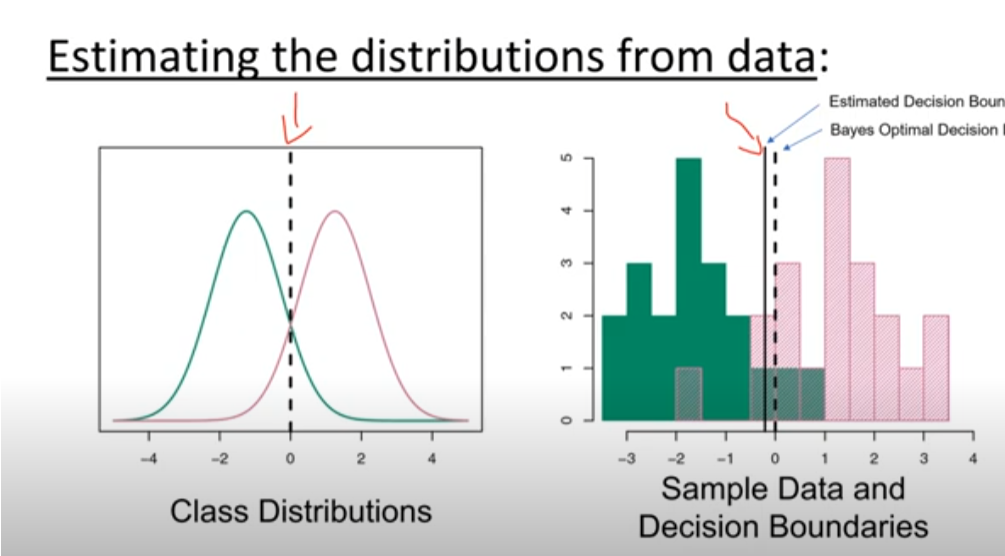 Estimating the distributions from data:
Estimated Decision Boun
Bayes Optimal Decision
5
4
3
2
1
0
-4 -2 0 2 4
-3 -2 -1 0 1 2 3 4
Class Distributions
Sample Data and
Decision Boundaries